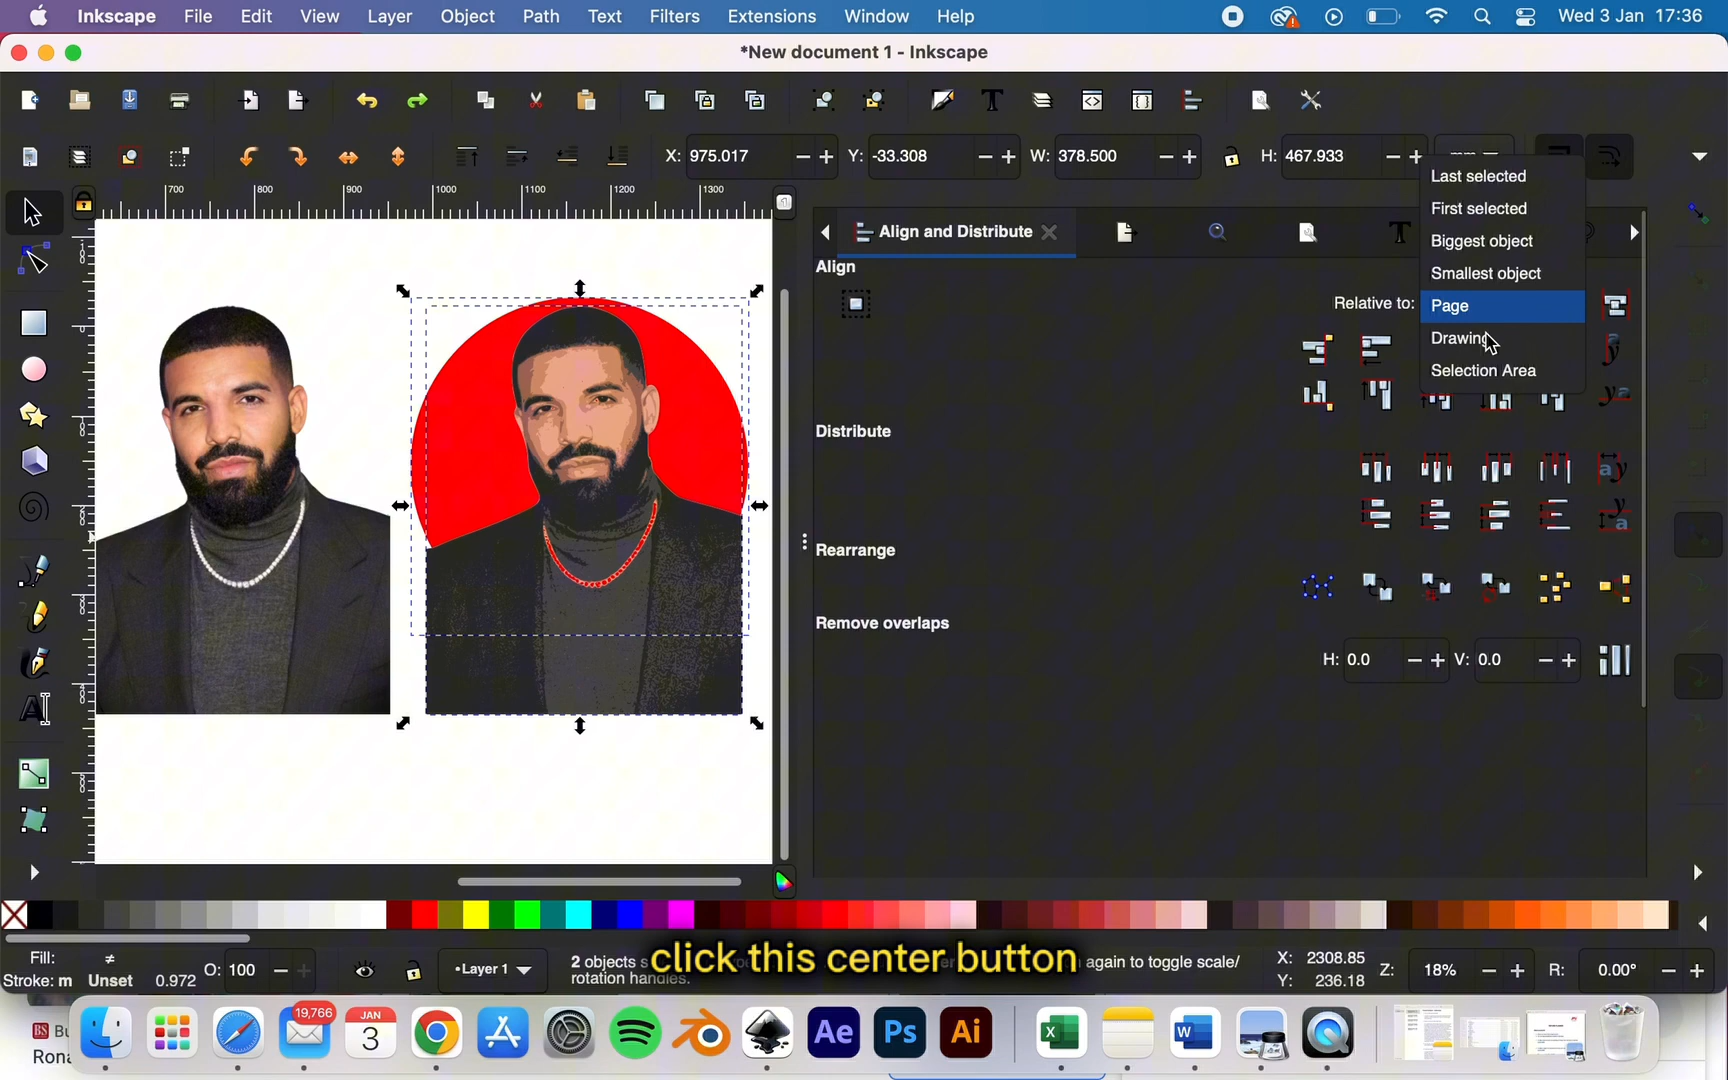 Inkscape File Edit View Layer Object Path Text Filters Extensions Window Help Wed 3 Jan 17:36
*New document 1 - Inkscape
X: 975.017 Y: -33.308 W: 378.500 H: 467.933
Last selected
First selected
Biggest object
Smallest object
Page
Drawing
Selection Area
700 800 900 1000 1100 1200 1300
Align and Distribute
Align
Relative to:
Distribute
Rearrange
Remove overlaps
H: 0.0 V: 0.0
click this center button
Fill:
Stroke: m Unset 0.972 O: 100
Layer 1
2 objects
again to toggle scale/
rotation handles.
X: 2308.85
Y: 236.18
Z: 18% R: 0.00°
19,766
JAN
3
Ae Ps Ai
BS Bu
Rona